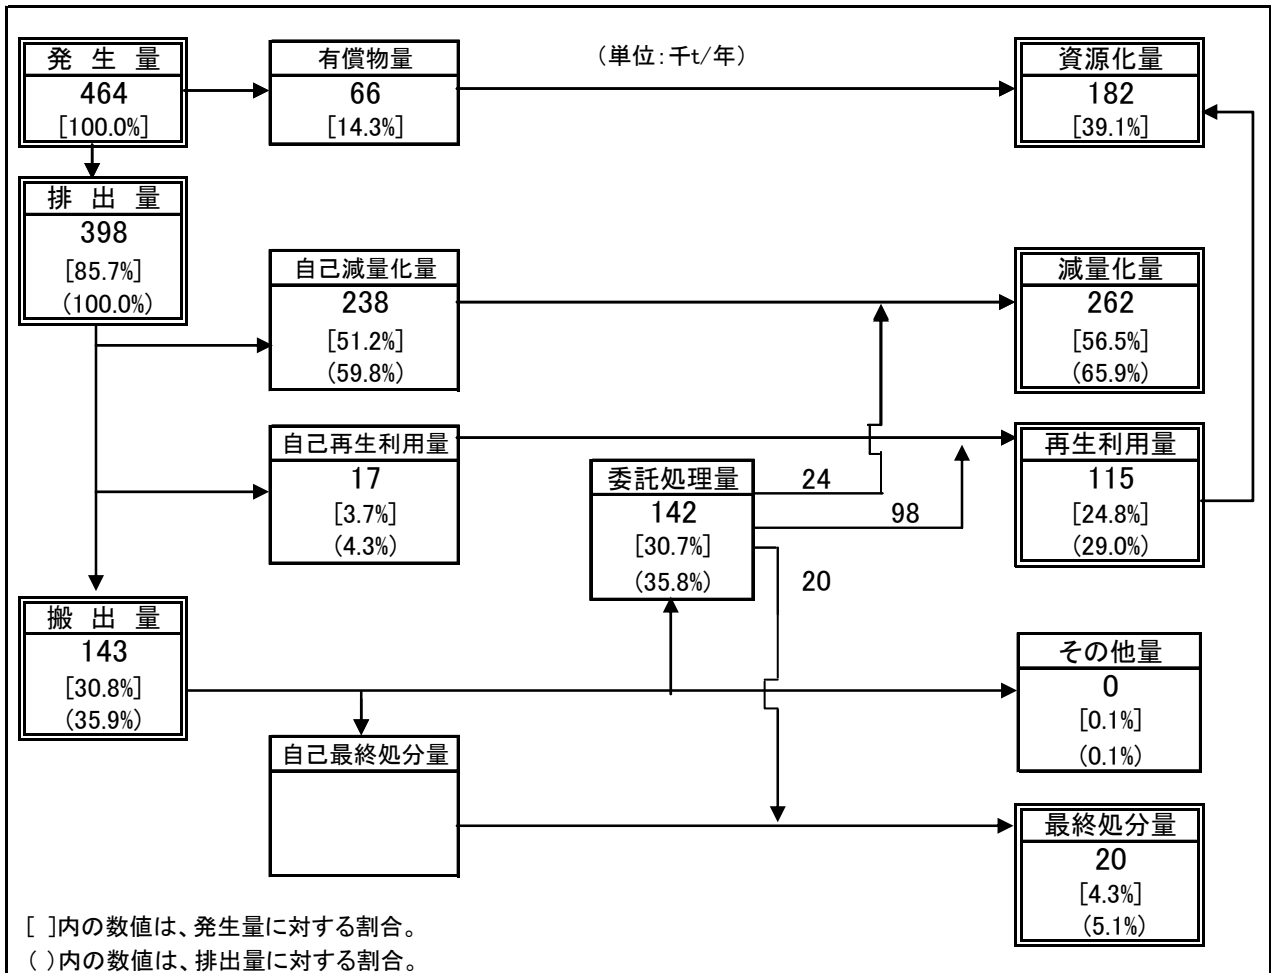 発 生 量
464
[100.0%]
有償物量
66
[14.3%]
（単位：千t/年）
資源化量
182
[39.1%]
排 出 量
398
[85.7%]
(100.0%)
自己減量化量
238
[51.2%]
(59.8%)
減量化量
262
[56.5%]
(65.9%)
自己再生利用量
17
[3.7%]
(4.3%)
委託処理量
142
[30.7%]
(35.8%)
24
98
20
再生利用量
115
[24.8%]
(29.0%)
搬 出 量
143
[30.8%]
(35.9%)
その他量
0
[0.1%]
(0.1%)
自己最終処分量
最終処分量
20
[4.3%]
(5.1%)
[ ]内の数値は、発生量に対する割合。
( )内の数値は、排出量に対する割合。